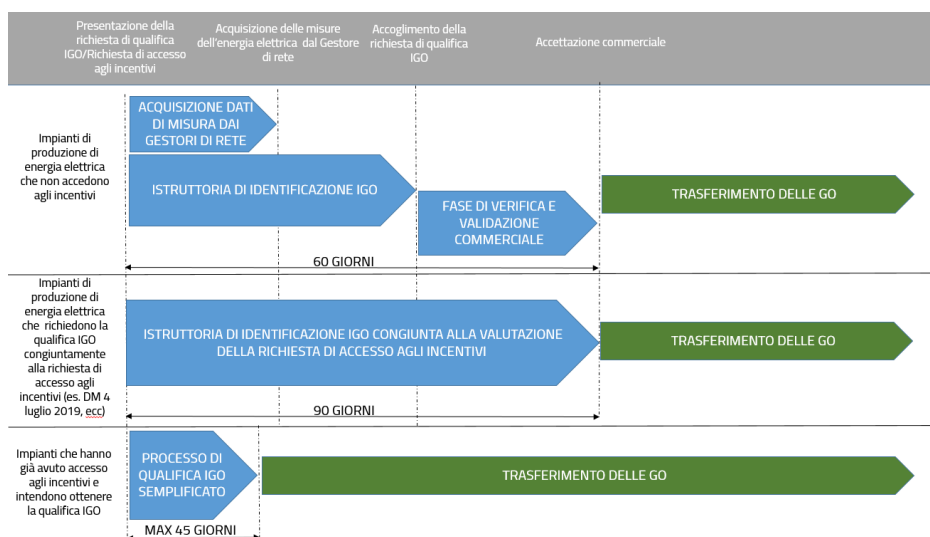 Presentazione della
richiesta di qualifica
IGO/Richiesta di accesso
agli incentivi
Acquisizione delle misure
dell'energia elettrica dal Gestore
di rete
Accoglimento della
richiesta di qualifica
IGO
Accettazione commerciale
Impianti di
produzione di
energia elettrica
che non accedono
agli incentivi
ACQUISIZIONE DATI
DI MISURA DAI
GESTORI DI RETE
ISTRUTTORIA DI IDENTIFICAZIONE IGO
FASE DI VERIFICA E
VALIDAZIONE
COMMERCIALE
TRASFERIMENTO DELLE GO
60 GIORNI
Impianti di
produzione di
energia elettrica
che richiedono la
qualifica IGO
congiuntamente
alla richiesta di
accesso agli
incentivi (es. DM 4
luglio 2019, ecc)
ISTRUTTORIA DI IDENTIFICAZIONE IGO CONGIUNTA ALLA VALUTAZIONE
DELLA RICHIESTA DI ACCESSO AGLI INCENTIVI
TRASFERIMENTO DELLE GO
90 GIORNI
Impianti che hanno
già avuto accesso
agli incentivi e
intendono ottenere
la qualifica IGO
PROCESSO DI
QUALIFICA IGO
SEMPLIFICATO
TRASFERIMENTO DELLE GO
MAX 45 GIORNI